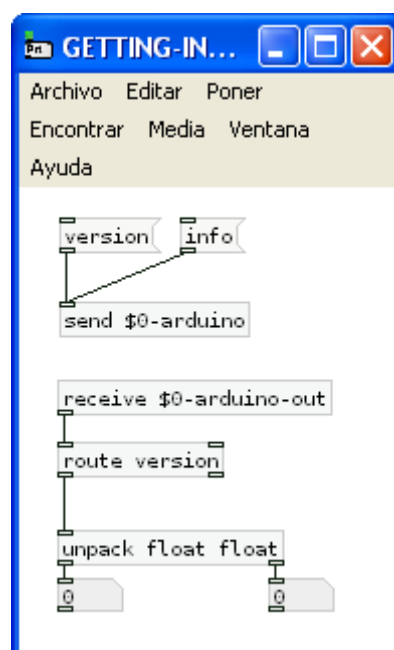 GETTING-IN...
Archivo Editar Poner
Encontrar Media Ventana
Ayuda
version info
send $0-arduino
receive $0-arduino-out
route version
unpack float float
0 0